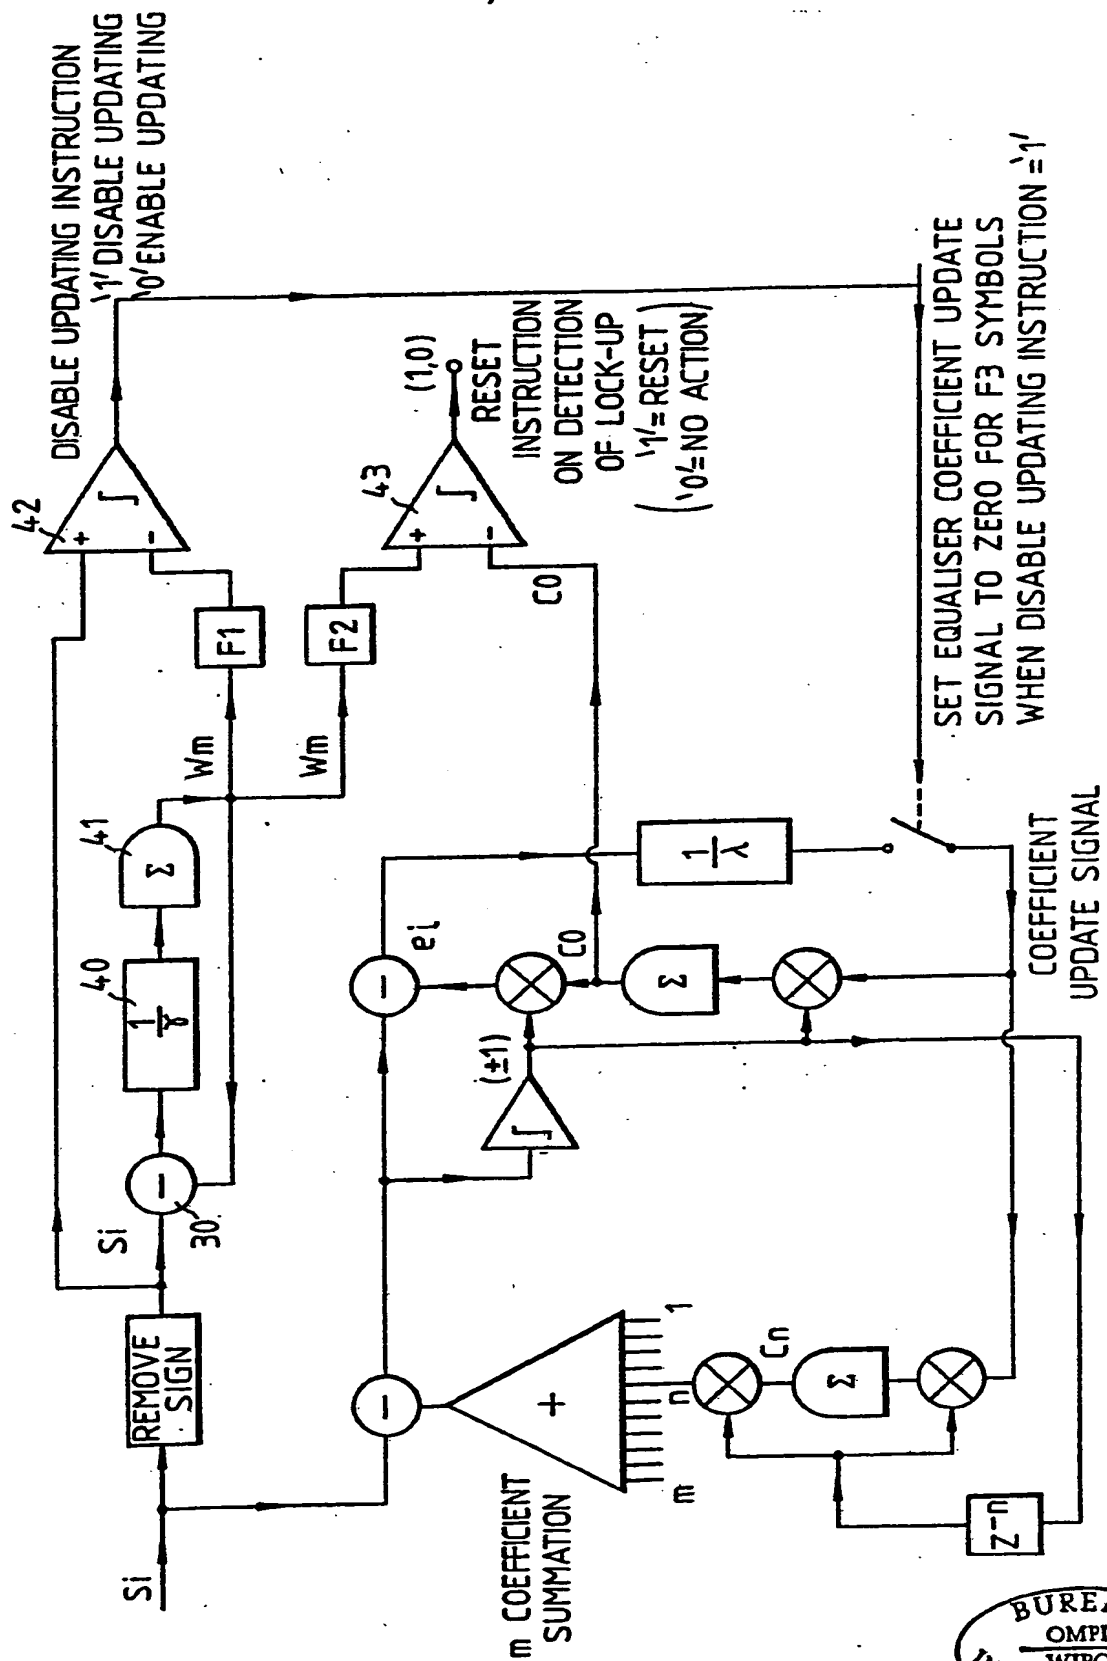 DISABLE UPDATING INSTRUCTION
'1' DISABLE UPDATING
'0' ENABLE UPDATING
42
+
−
F1
Wm
41
Σ
40
1/γ
Si
−
30
REMOVE
SIGN
Si
(1,0)
RESET
INSTRUCTION
ON DETECTION
OF LOCK-UP
('1'=RESET)
('0'=NO ACTION)
43
+
−
C0
F2
Wm
1/λ
ei
−
C0
Σ
(±1)
−
m COEFFICIENT
SUMMATION
+
m
n
1
Cn
Σ
Z⁻ⁿ
COEFFICIENT
UPDATE SIGNAL
SET EQUALISER COEFFICIENT UPDATE
SIGNAL TO ZERO FOR F3 SYMBOLS
WHEN DISABLE UPDATING INSTRUCTION ='1'
BUREA
OMPI